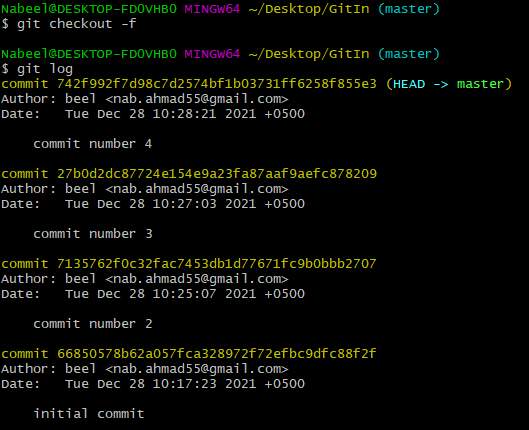 Nabeel@DESKTOP-FD0VHB0 MINGW64 ~/Desktop/GitIn (master)
$ git checkout -f
Nabeel@DESKTOP-FD0VHB0 MINGW64 ~/Desktop/GitIn (master)
$ git log
commit 742f992f7d98c7d2574bf1b03731ff6258f855e3 (HEAD -> master)
Author: beel <nab.ahmad55@gmail.com>
Date:   Tue Dec 28 10:28:21 2021 +0500
    commit number 4
commit 27b0d2dc87724e154e9a23fa87aaf9aefc878209
Author: beel <nab.ahmad55@gmail.com>
Date:   Tue Dec 28 10:27:03 2021 +0500
    commit number 3
commit 7135762f0c32fac7453db1d77671fc9b0bbb2707
Author: beel <nab.ahmad55@gmail.com>
Date:   Tue Dec 28 10:25:07 2021 +0500
    commit number 2
commit 66850578b62a057fca328972f72efbc9dfc88f2f
Author: beel <nab.ahmad55@gmail.com>
Date:   Tue Dec 28 10:17:23 2021 +0500
    initial commit